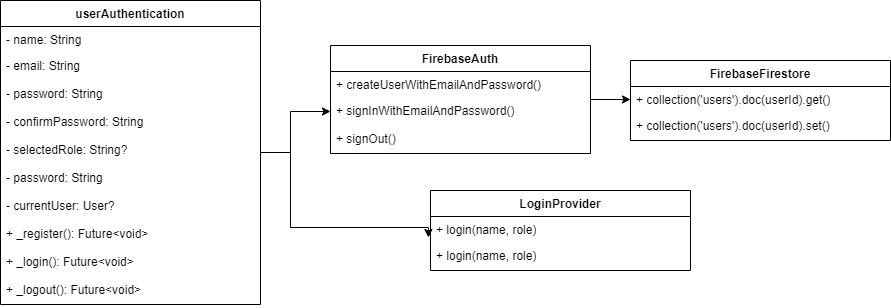 userAuthentication
- name: String
- email: String
- password: String
- confirmPassword: String
- selectedRole: String?
- password: String
- currentUser: User?
+ _register(): Future<void>
+ _login(): Future<void>
+ _logout(): Future<void>
FirebaseAuth
+ createUserWithEmailAndPassword()
+ signInWithEmailAndPassword()
+ signOut()
FirebaseFirestore
+ collection('users').doc(userId).get()
+ collection('users').doc(userId).set()
LoginProvider
+ login(name, role)
+ login(name, role)